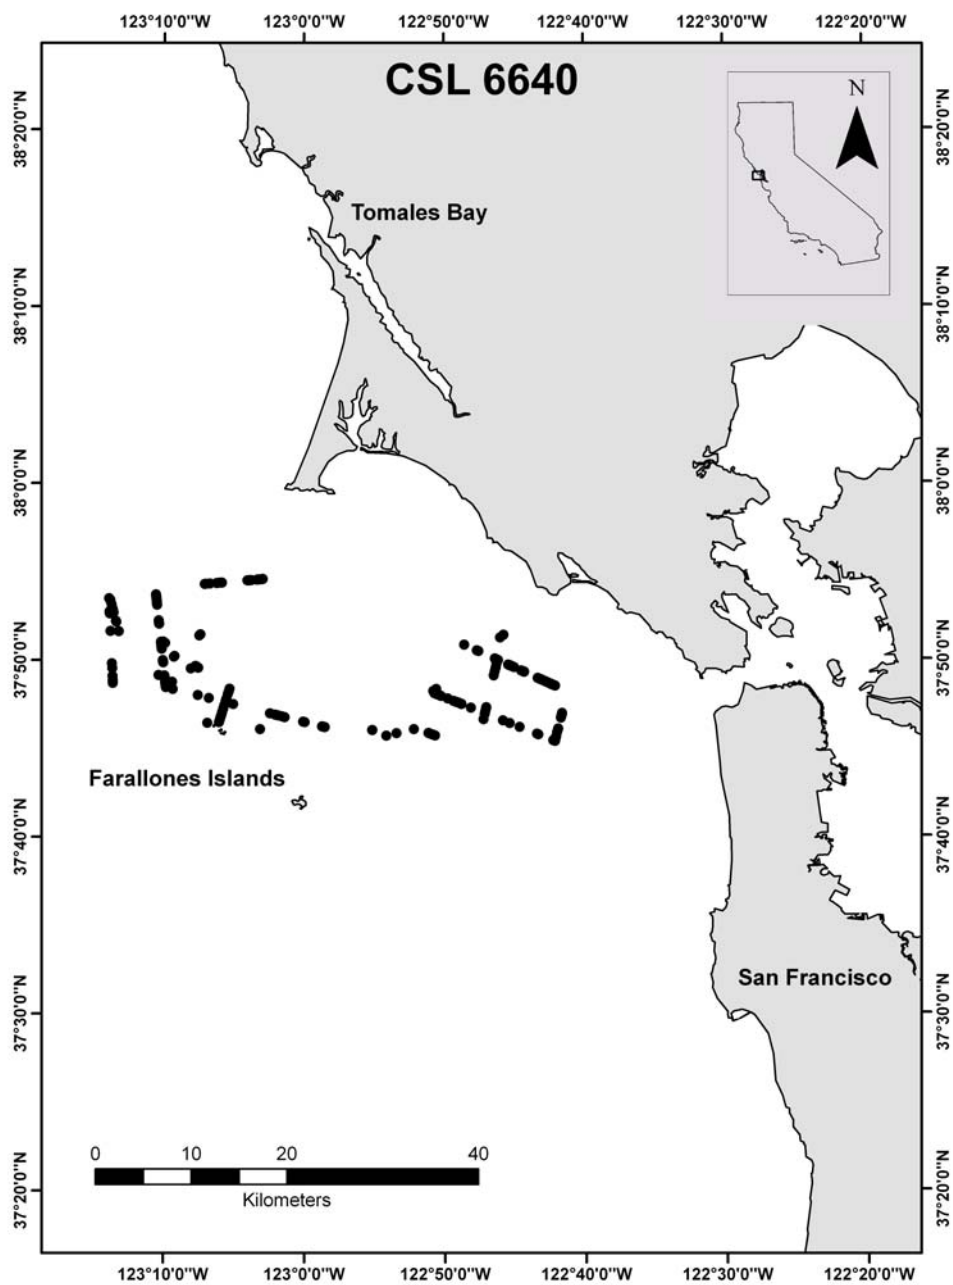 123°10'0"W 123°0'0"W 122°50'0"W 122°40'0"W 122°30'0"W 122°20'0"W
CSL 6640
N
38°20'0"N 38°20'0"N
Tomales Bay
38°10'0"N 38°10'0"N
38°0'0"N 38°0'0"N
37°50'0"N 37°50'0"N
Farallones Islands
37°40'0"N 37°40'0"N
San Francisco
37°30'0"N 37°30'0"N
0 10 20 40
Kilometers
37°20'0"N 37°20'0"N
123°10'0"W 123°0'0"W 122°50'0"W 122°40'0"W 122°30'0"W 122°20'0"W